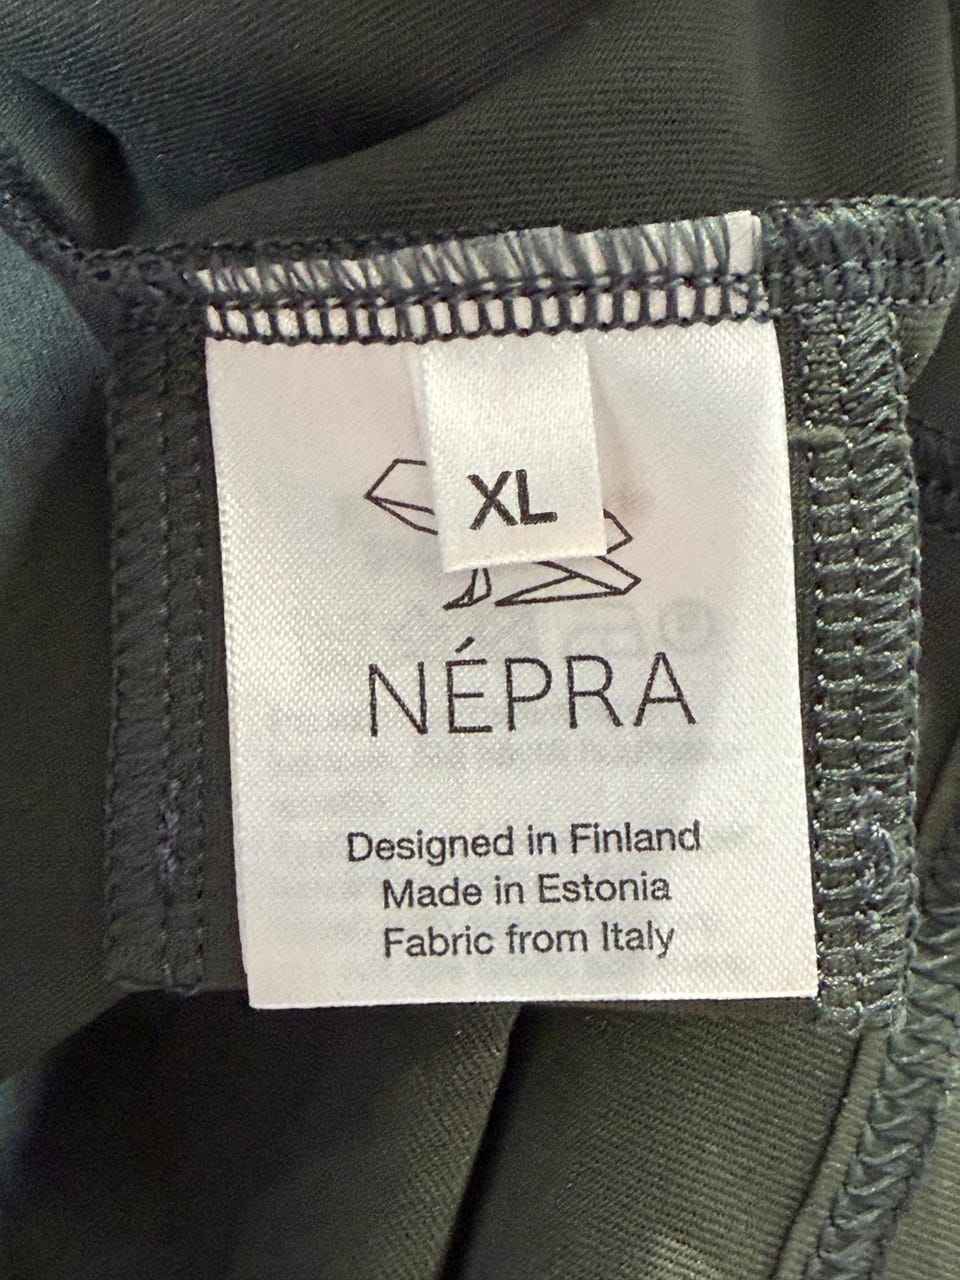 XL
NÉPRA
Designed in Finland
Made in Estonia
Fabric from Italy